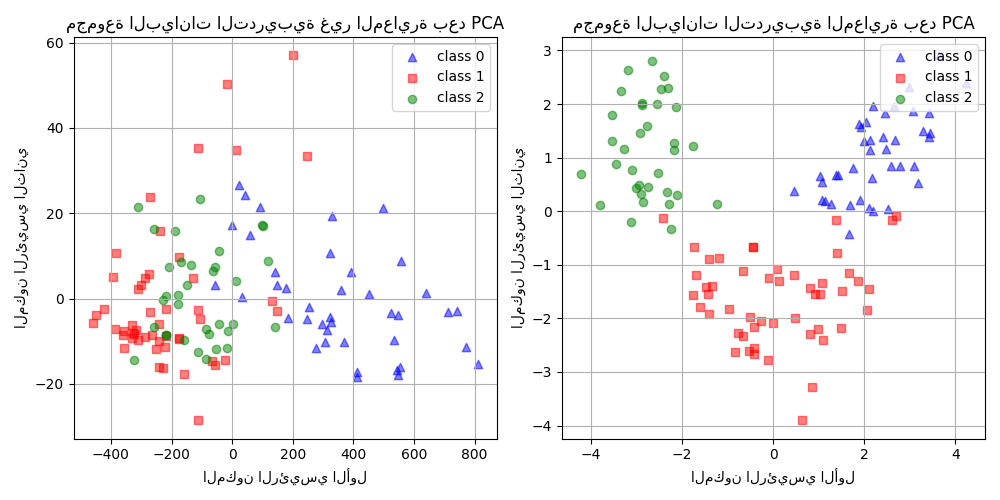 مجموعة البيانات التدريبية غير المعايرة بعد PCA
class 0
class 1
class 2
60
40
20
0
−20
−400
−200
0
200
400
600
800
المكون الرئيسي الثاني
المكون الرئيسي الأول
مجموعة البيانات التدريبية المعايرة بعد PCA
class 0
class 1
class 2
3
2
1
0
−1
−2
−3
−4
−4
−2
0
2
4
المكون الرئيسي الثاني
المكون الرئيسي الأول